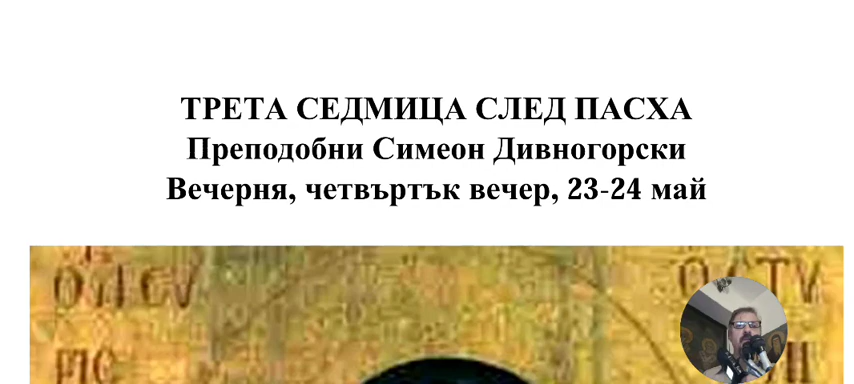 ТРЕТА СЕДМИЦА СЛЕД ПАСХА
Преподобни Симеон Дивногорски
Вечерня, четвъртък вечер, 23-24 май